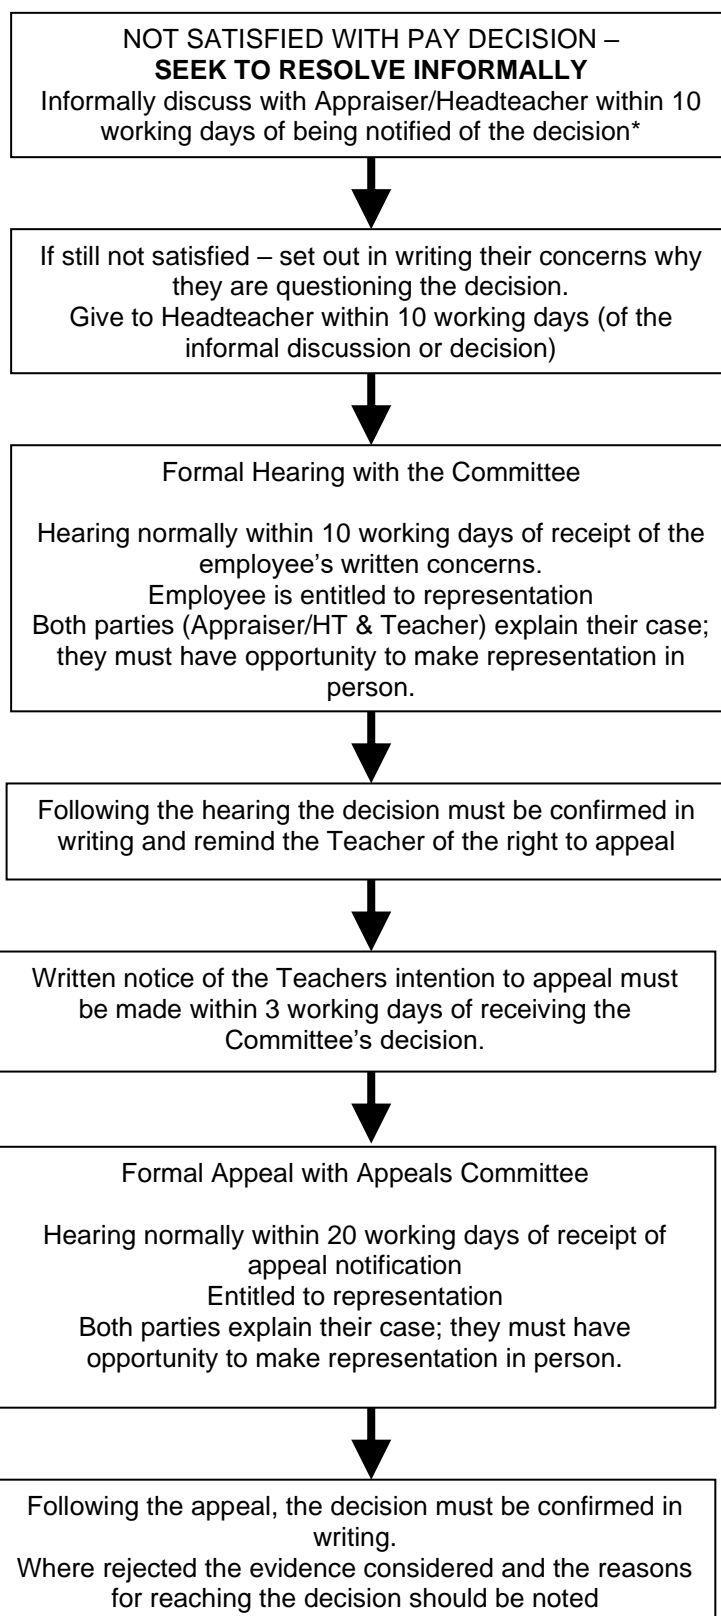 NOT SATISFIED WITH PAY DECISION –
SEEK TO RESOLVE INFORMALLY
Informally discuss with Appraiser/Headteacher within 10
working days of being notified of the decision*
If still not satisfied – set out in writing their concerns why
they are questioning the decision.
Give to Headteacher within 10 working days (of the
informal discussion or decision)
Formal Hearing with the Committee
Hearing normally within 10 working days of receipt of the
employee’s written concerns.
Employee is entitled to representation
Both parties (Appraiser/HT & Teacher) explain their case;
they must have opportunity to make representation in
person.
Following the hearing the decision must be confirmed in
writing and remind the Teacher of the right to appeal
Written notice of the Teachers intention to appeal must
be made within 3 working days of receiving the
Committee’s decision.
Formal Appeal with Appeals Committee
Hearing normally within 20 working days of receipt of
appeal notification
Entitled to representation
Both parties explain their case; they must have
opportunity to make representation in person.
Following the appeal, the decision must be confirmed in
writing.
Where rejected the evidence considered and the reasons
for reaching the decision should be noted